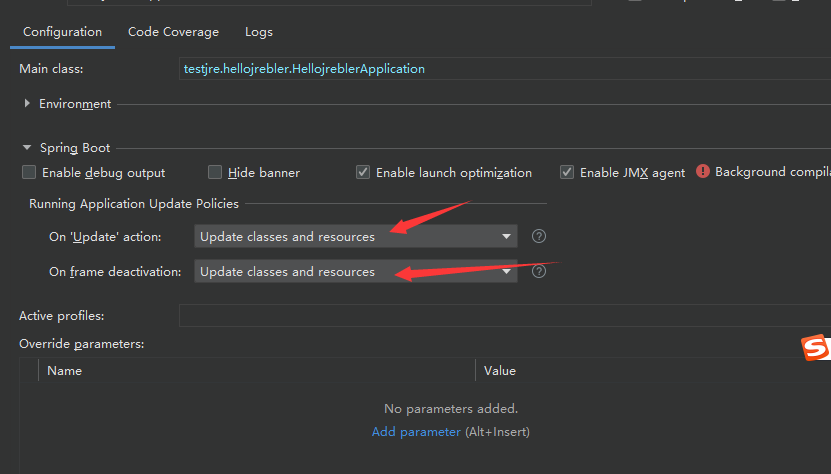 Configuration Code Coverage Logs
Main class: testjre.hellojrebler.HellojreblerApplication
Environment
Spring Boot
Enable debug output Hide banner Enable launch optimization Enable JMX agent Background compila
Running Application Update Policies
On 'Update' action: Update classes and resources ?
On frame deactivation: Update classes and resources ?
Active profiles:
Override parameters:
Name Value
No parameters added.
Add parameter (Alt+Insert)